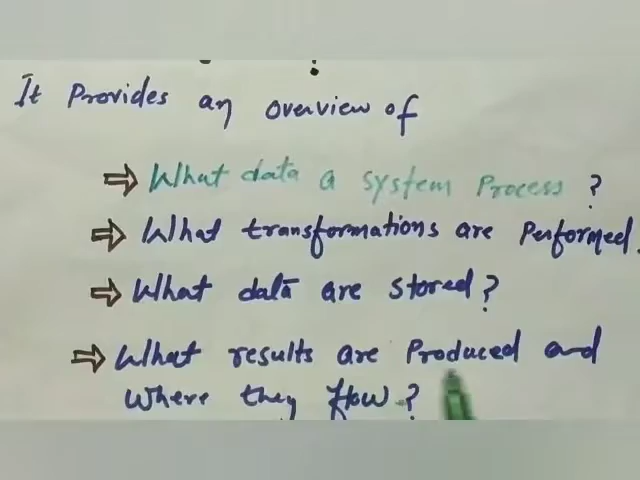 It Provides an overview of
⇒ What data a system Process ?
⇒ What transformations are Performed.
⇒ What data are stored?
⇒ What results are Produced and
where they flow ?